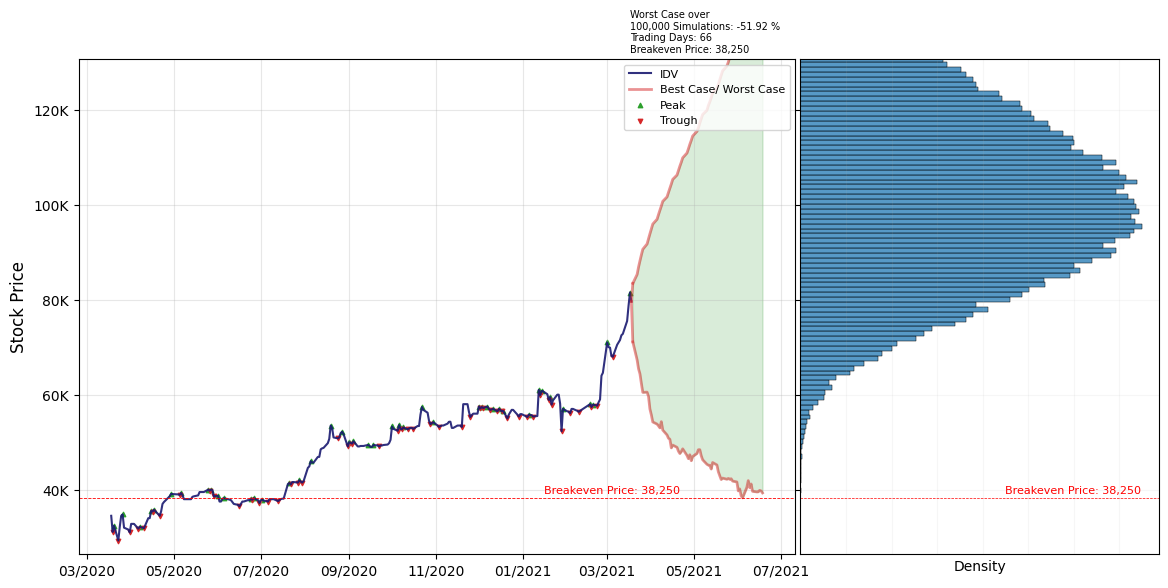 Worst Case over
100,000 Simulations: -51.92 %
Trading Days: 66
Breakeven Price: 38,250
IDV
Best Case/ Worst Case
Peak
Trough
120K
100K
80K
60K
40K
Stock Price
Breakeven Price: 38,250
Breakeven Price: 38,250
03/2020
05/2020
07/2020
09/2020
11/2020
01/2021
03/2021
05/2021
07/2021
Density